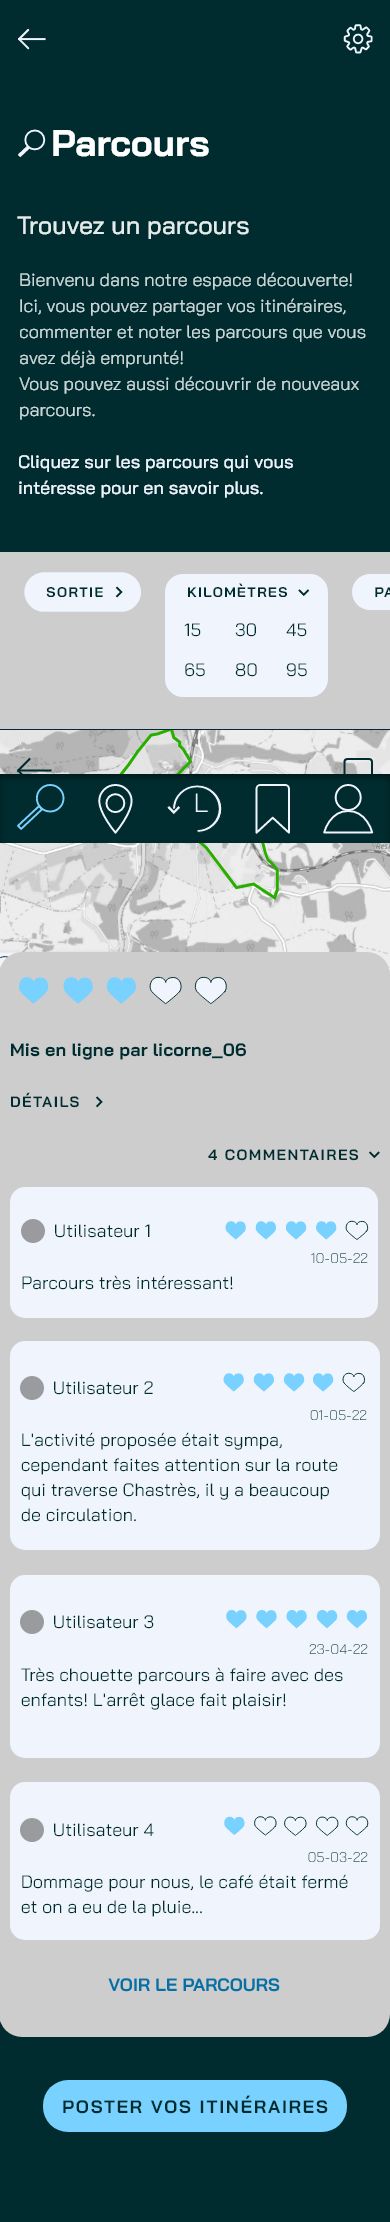 Parcours
Trouvez un parcours
Bienvenu dans notre espace découverte!
Ici, vous pouvez partager vos itinéraires,
commenter et noter les parcours que vous
avez déjà emprunté!
Vous pouvez aussi découvrir de nouveaux
parcours.
Cliquez sur les parcours qui vous
intéresse pour en savoir plus.
SORTIE
KILOMÈTRES
PA
15 30 45
65 80 95
Mis en ligne par licorne_06
DÉTAILS
4 COMMENTAIRES
Utilisateur 1
10-05-22
Parcours très intéressant!
Utilisateur 2
01-05-22
L'activité proposée était sympa,
cependant faites attention sur la route
qui traverse Chastrès, il y a beaucoup
de circulation.
Utilisateur 3
23-04-22
Très chouette parcours à faire avec des
enfants! L'arrêt glace fait plaisir!
Utilisateur 4
05-03-22
Dommage pour nous, le café était fermé
et on a eu de la pluie...
VOIR LE PARCOURS
POSTER VOS ITINÉRAIRES